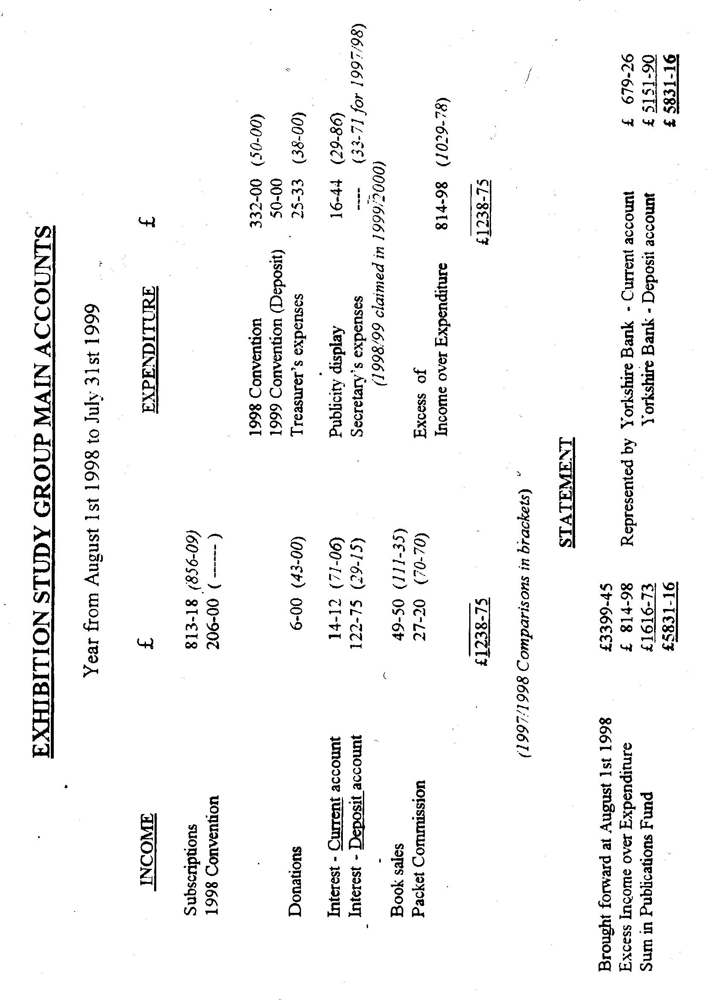 EXHIBITION STUDY GROUP MAIN ACCOUNTS
Year from August 1st 1998 to July 31st 1999
INCOME £ EXPENDITURE £
Subscriptions 813-18 (856-09)
1998 Convention 206-00 ( ------ )
1998 Convention 332-00 (50-00)
1999 Convention (Deposit) 50-00
Donations 6-00 (43-00) Treasurer's expenses 25-33 (38-00)
Interest - Current account 14-12 (71-06) Publicity display 16-44 (29-86)
Interest - Deposit account 122-75 (29-15) Secretary's expenses ---- (33-71 for 1997/98)
(1998/99 claimed in 1999/2000)
Book sales 49-50 (111-35)
Packet Commission 27-20 (70-70) Excess of
Income over Expenditure 814-98 (1029-78)
£1238-75 £1238-75
(1997/1998 Comparisons in brackets)
STATEMENT
Brought forward at August 1st 1998 £3399-45
Excess Income over Expenditure £ 814-98 Represented by Yorkshire Bank - Current account £ 679-26
Sum in Publications Fund £1616-73 Yorkshire Bank - Deposit account £ 5151-90
£5831-16 £ 5831-16